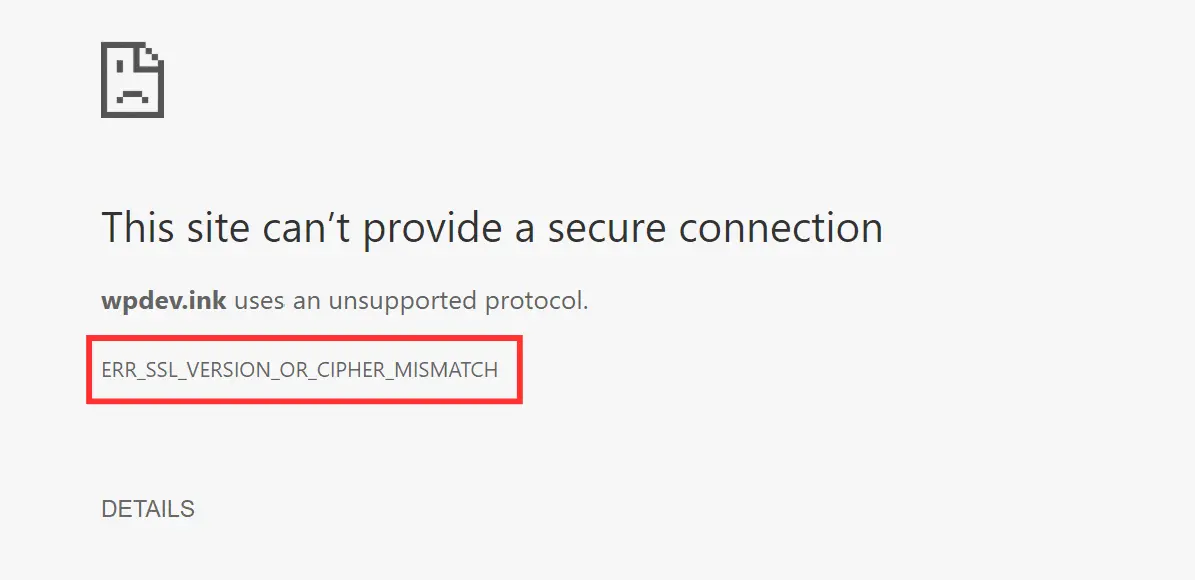 This site can’t provide a secure connection
wpdev.ink uses an unsupported protocol.
ERR_SSL_VERSION_OR_CIPHER_MISMATCH
DETAILS